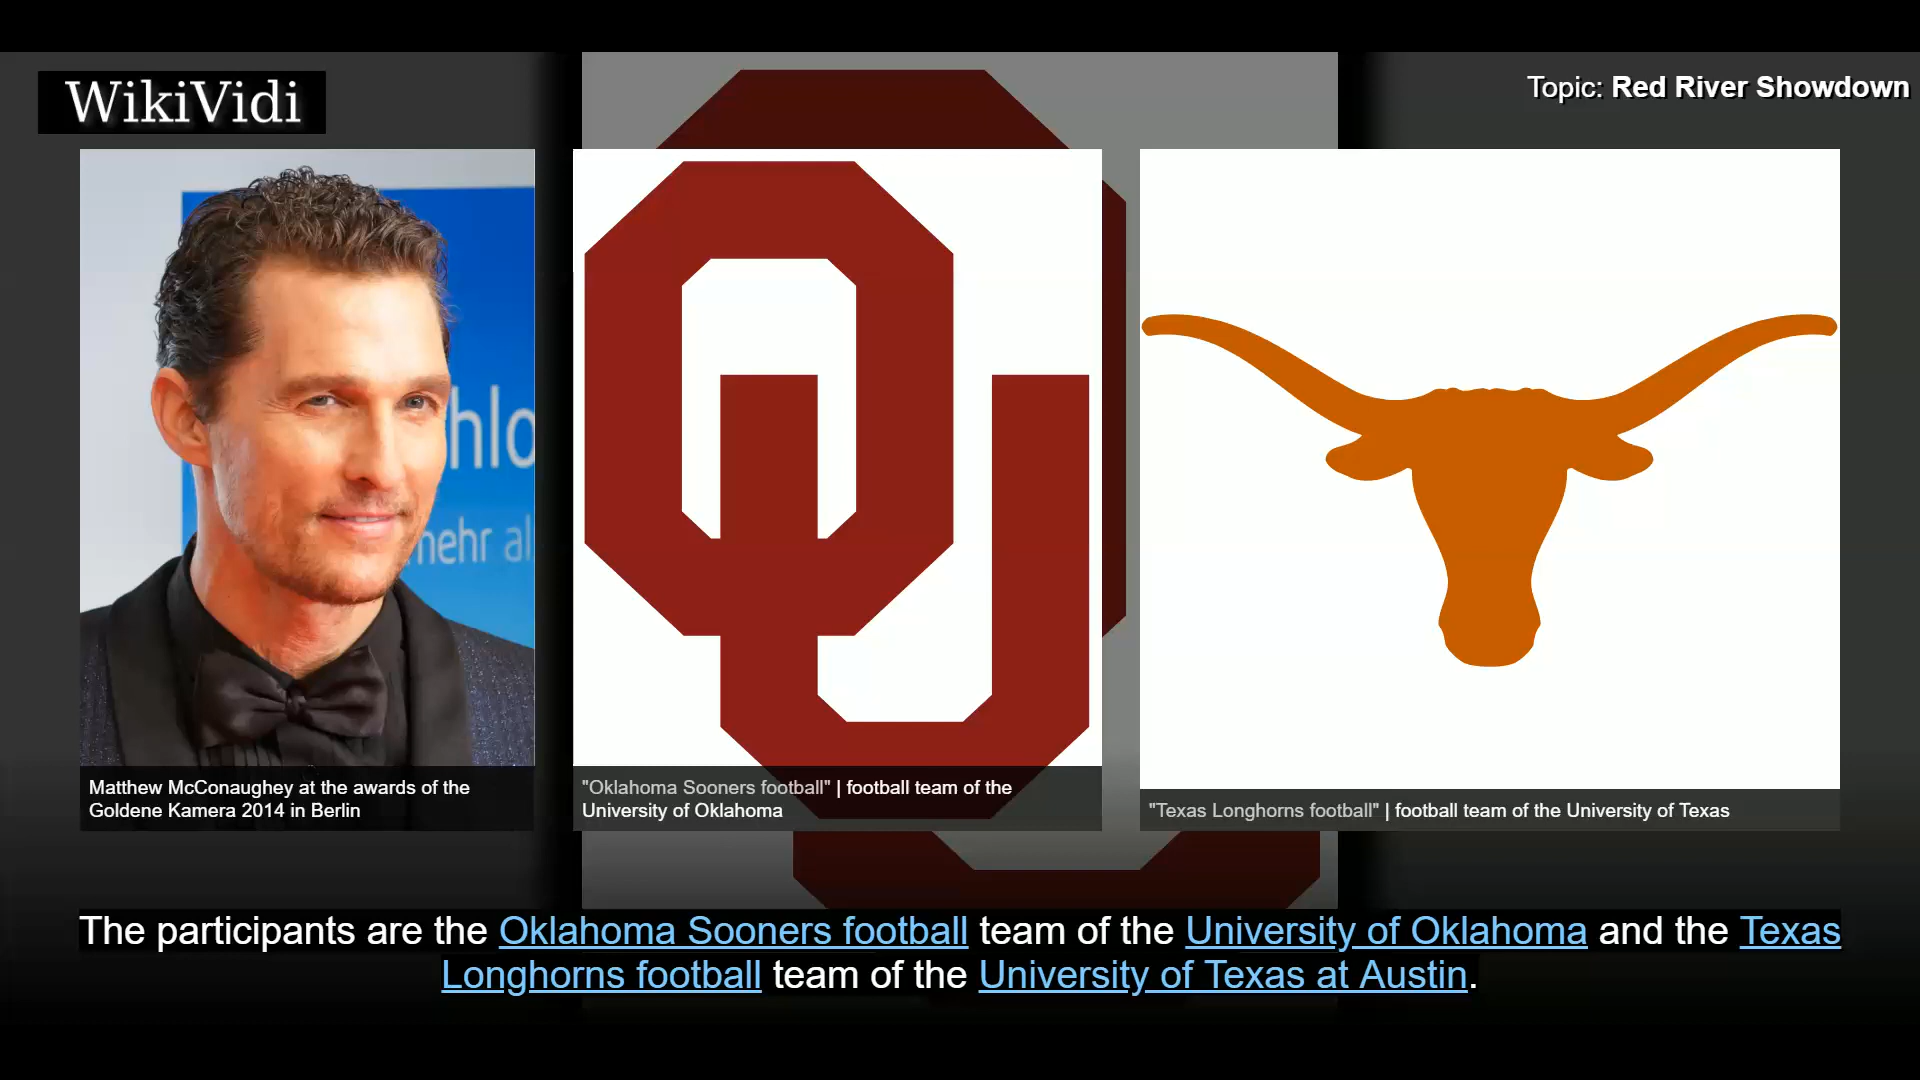 WikiVidi
Topic: Red River Showdown
hlo
mehr al
Matthew McConaughey at the awards of the
Goldene Kamera 2014 in Berlin
"Oklahoma Sooners football" | football team of the
University of Oklahoma
"Texas Longhorns football" | football team of the University of Texas
The participants are the Oklahoma Sooners football team of the University of Oklahoma and the Texas
Longhorns football team of the University of Texas at Austin.